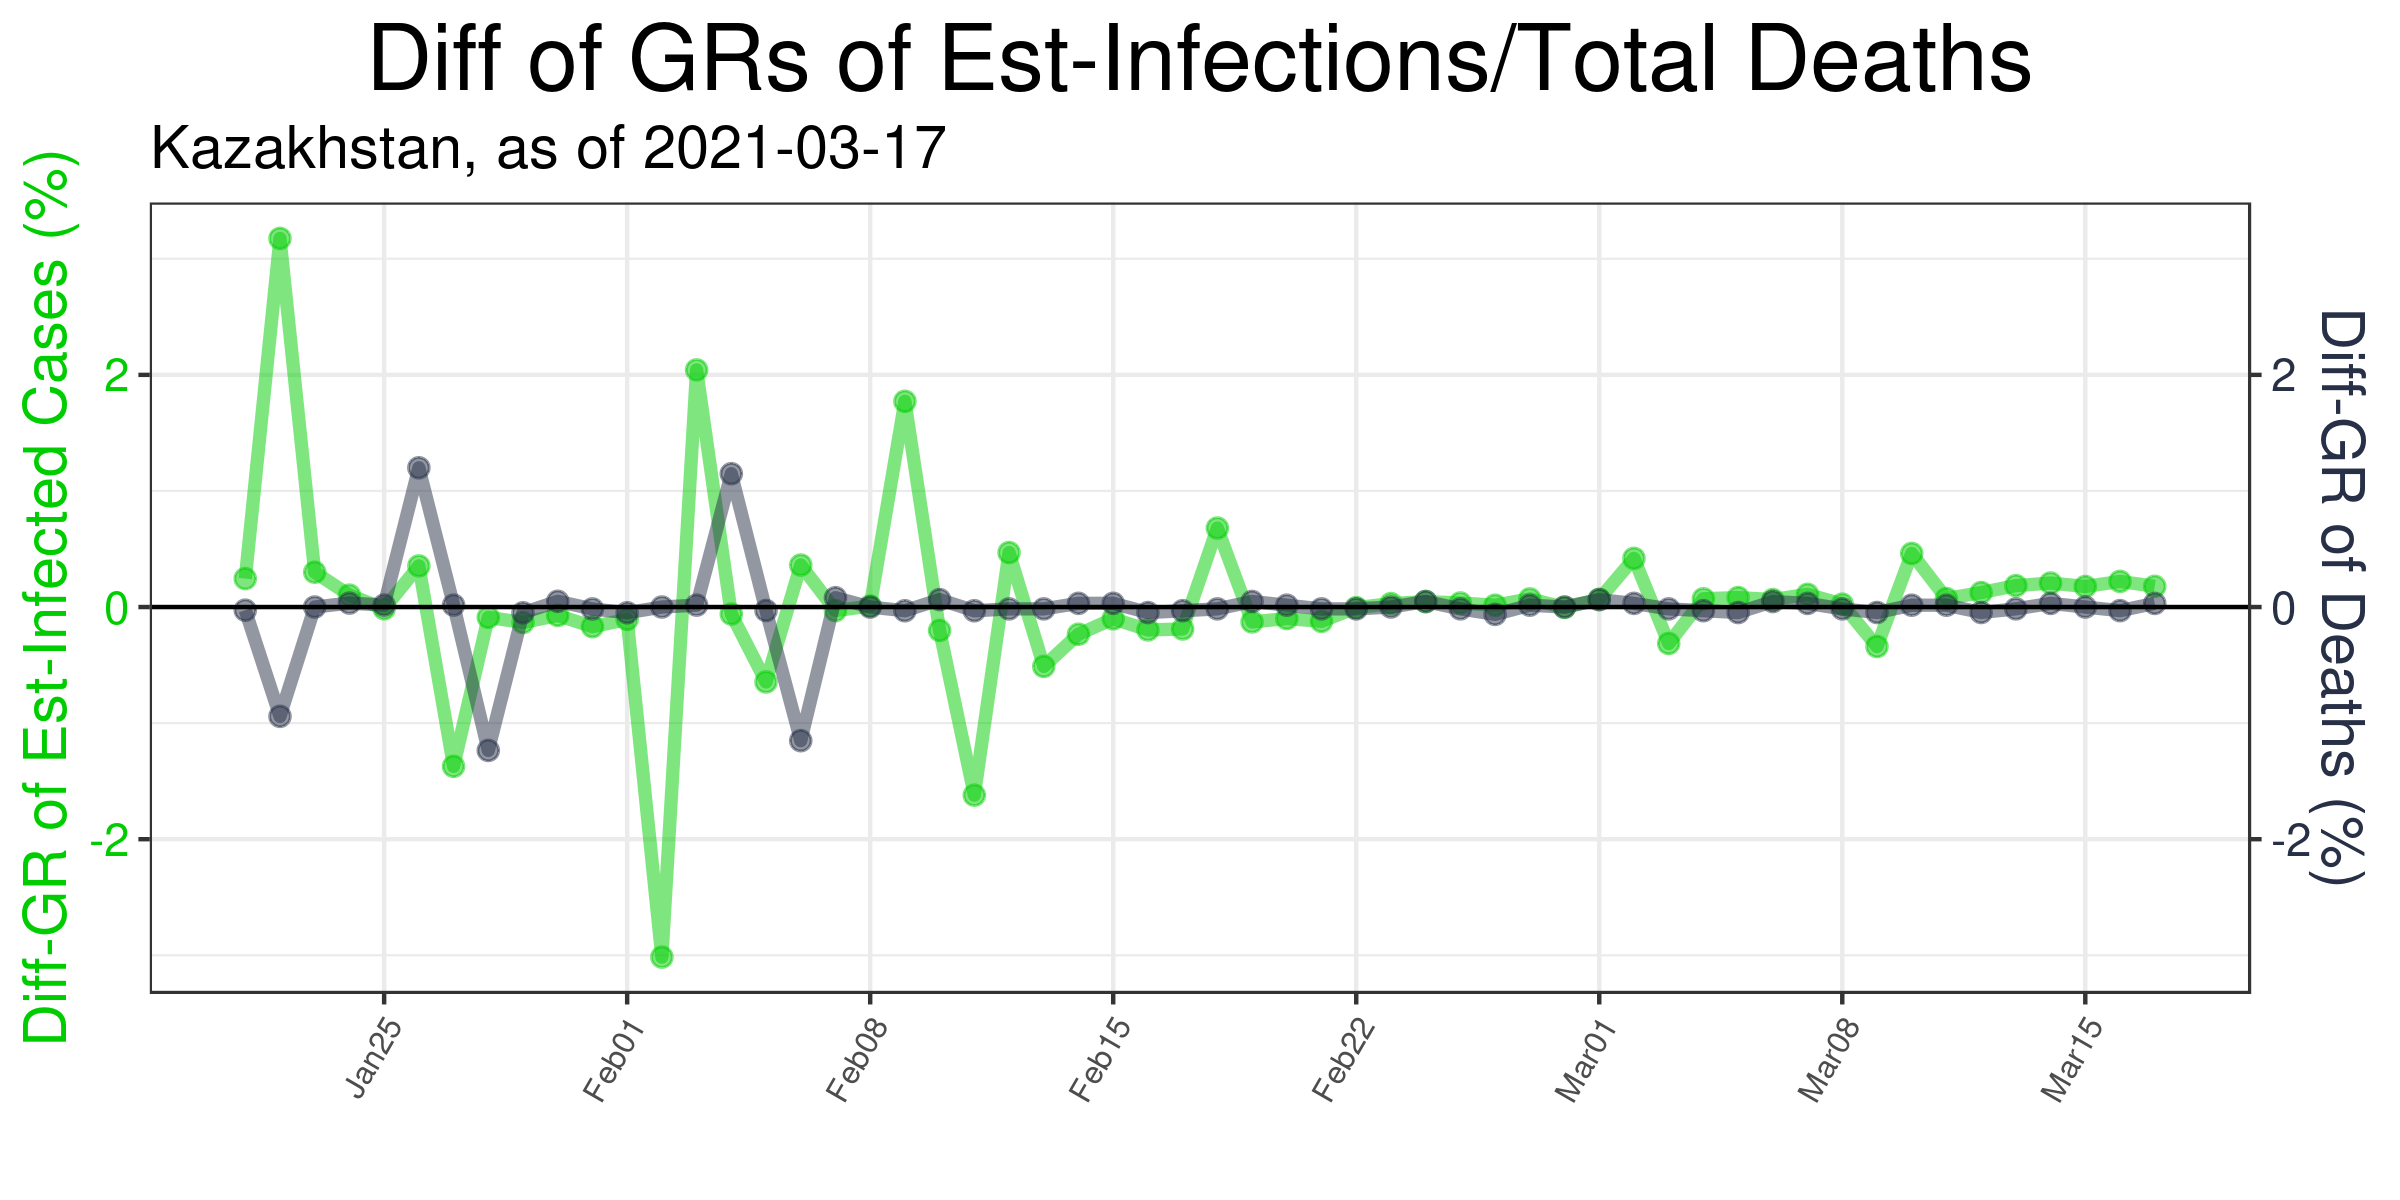 Diff of GRs of Est-Infections/Total Deaths
Kazakhstan, as of 2021-03-17
Diff-GR of Est-Infected Cases (%)
2
0
-2
2
0
-2
Diff-GR of Deaths (%)
Jan25
Feb01
Feb08
Feb15
Feb22
Mar01
Mar08
Mar15